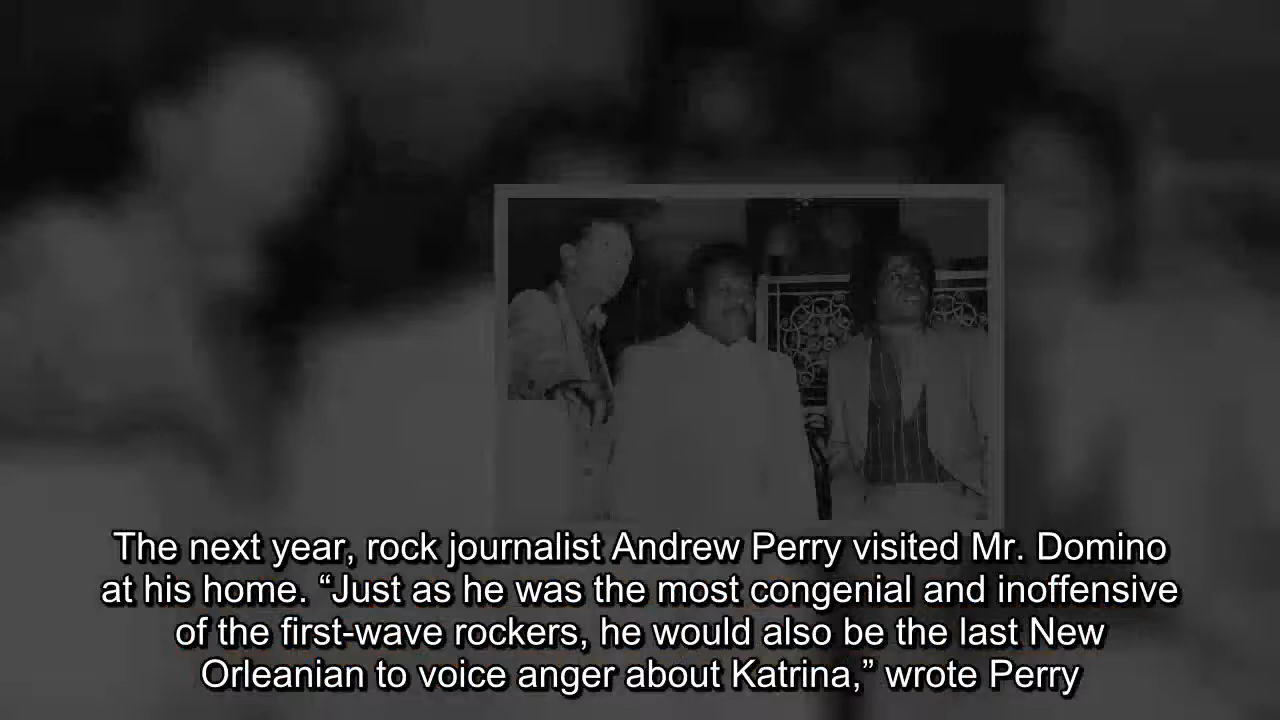 The next year, rock journalist Andrew Perry visited Mr. Domino
at his home. “Just as he was the most congenial and inoffensive
of the first-wave rockers, he would also be the last New
Orleanian to voice anger about Katrina,” wrote Perry